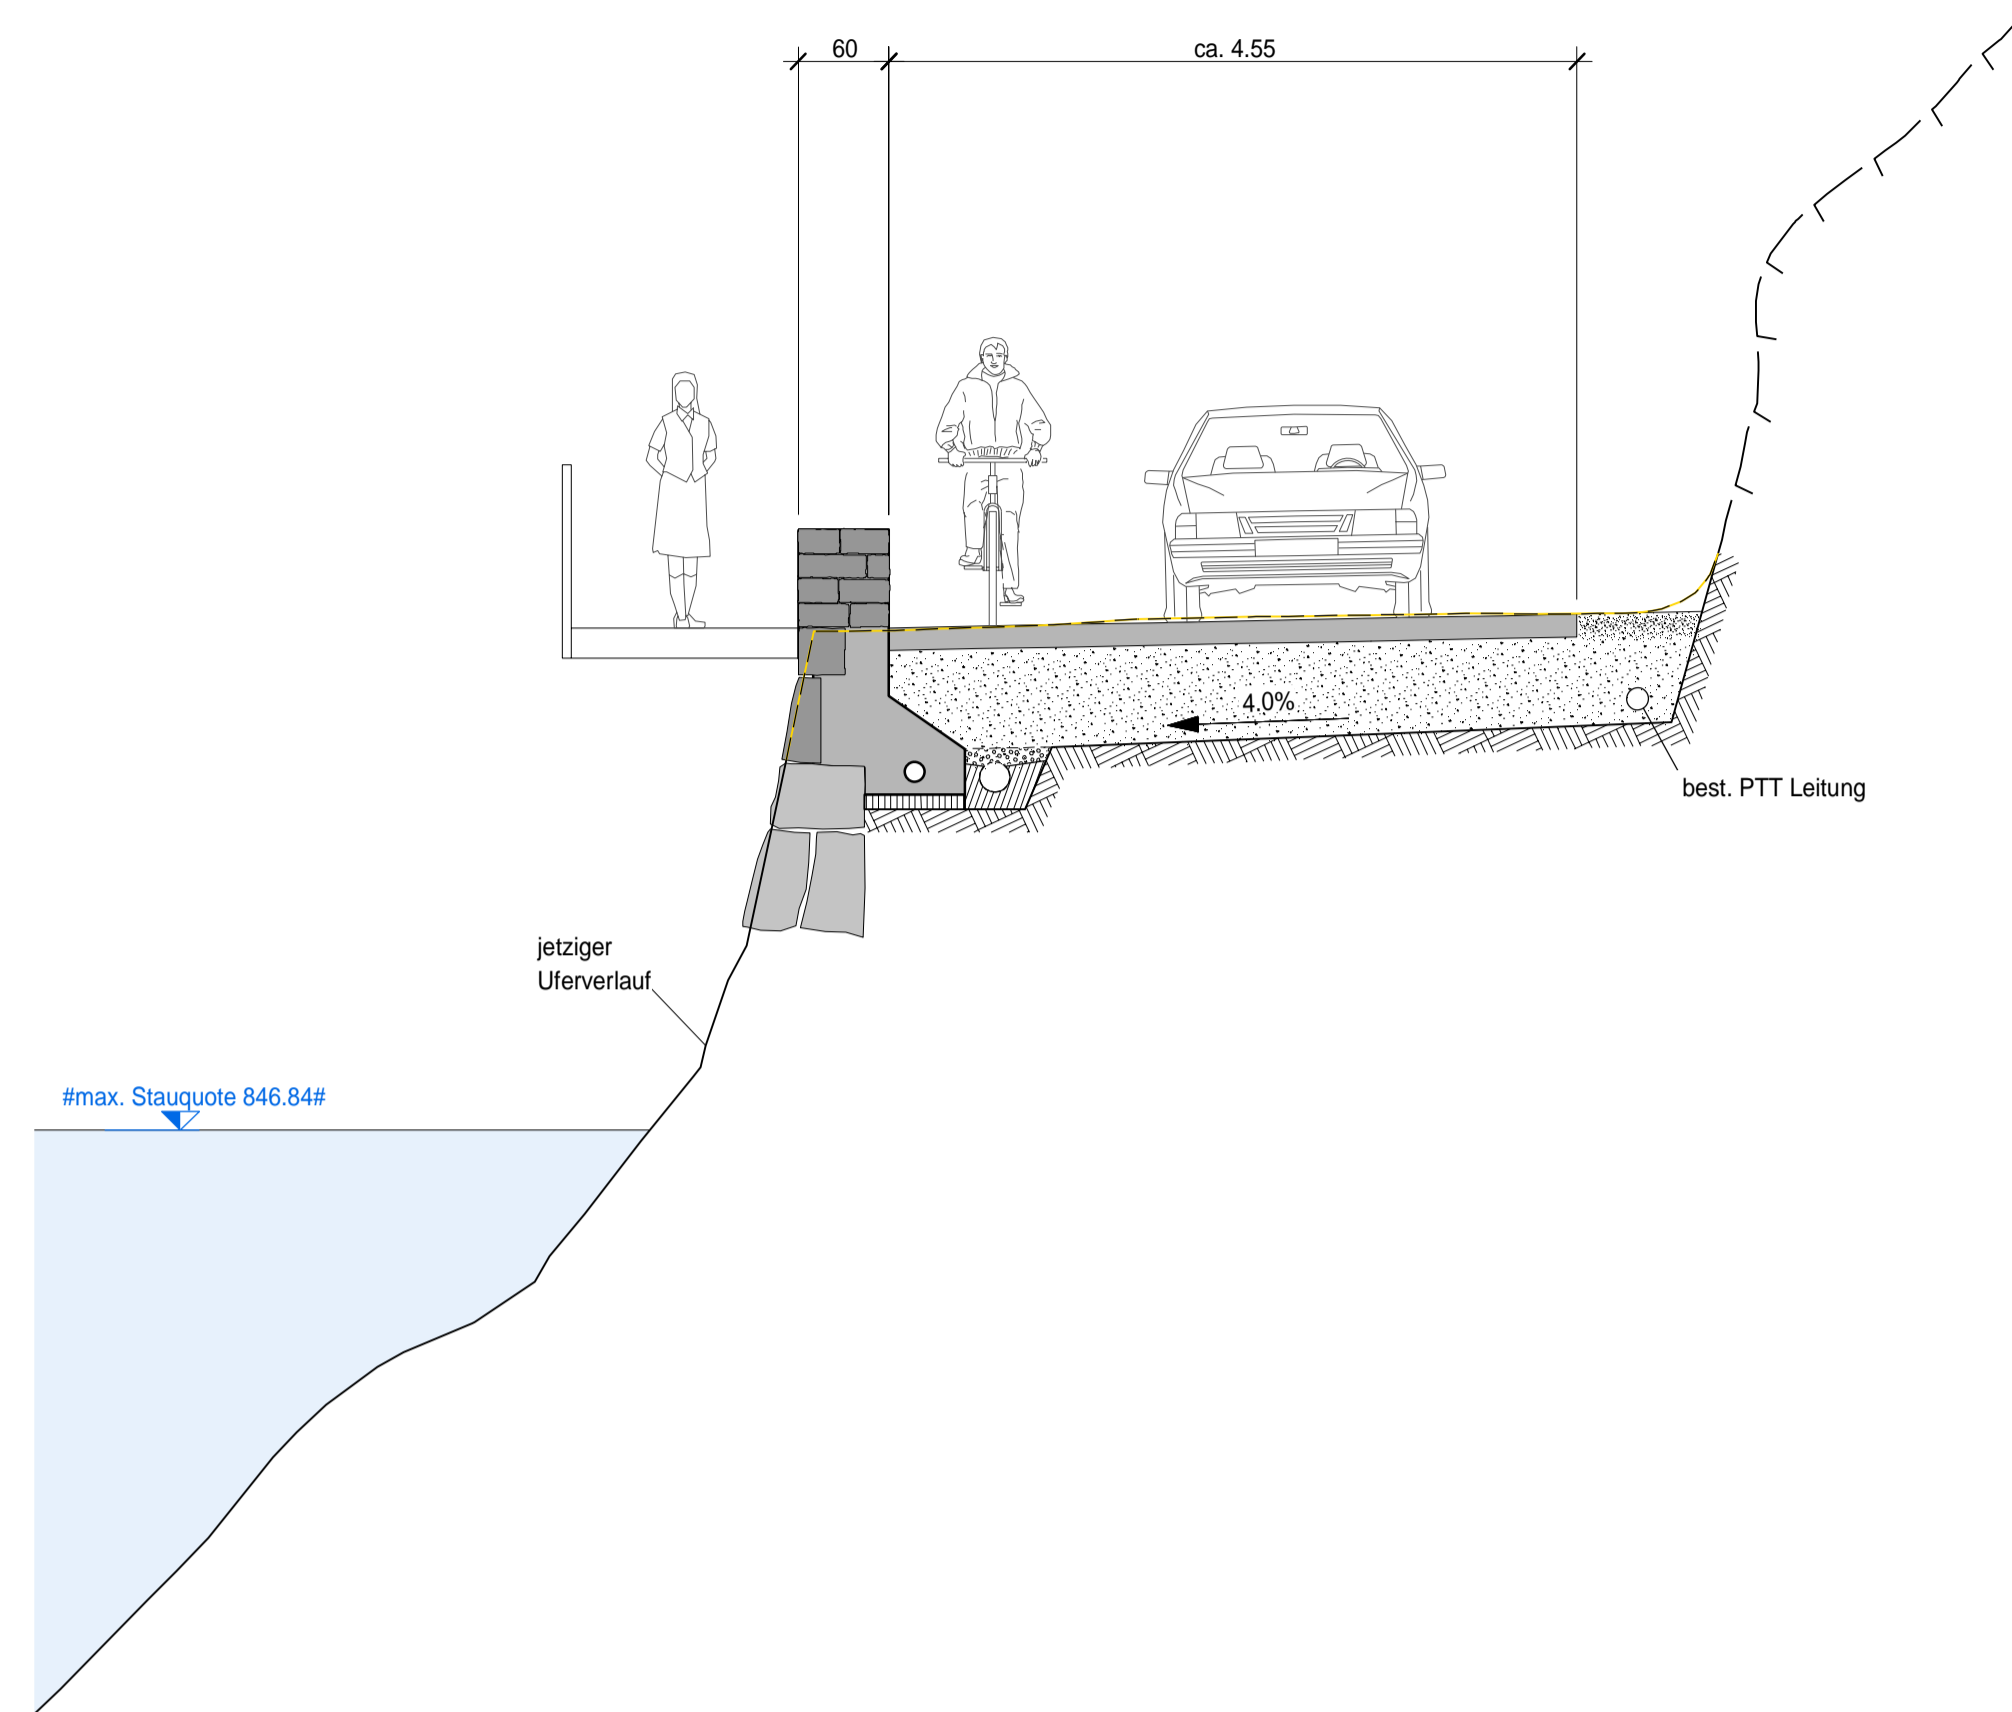 60
ca. 4.55
4.0%
best. PTT Leitung
jetziger
Uferverlauf
#max. Stauquote 846.84#